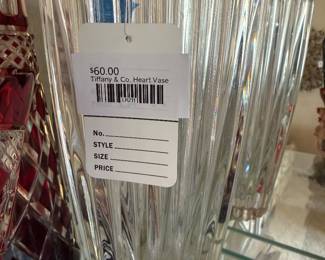 $60.00
Tiffany & Co. Heart Vase
No.
STYLE
SIZE
PRICE